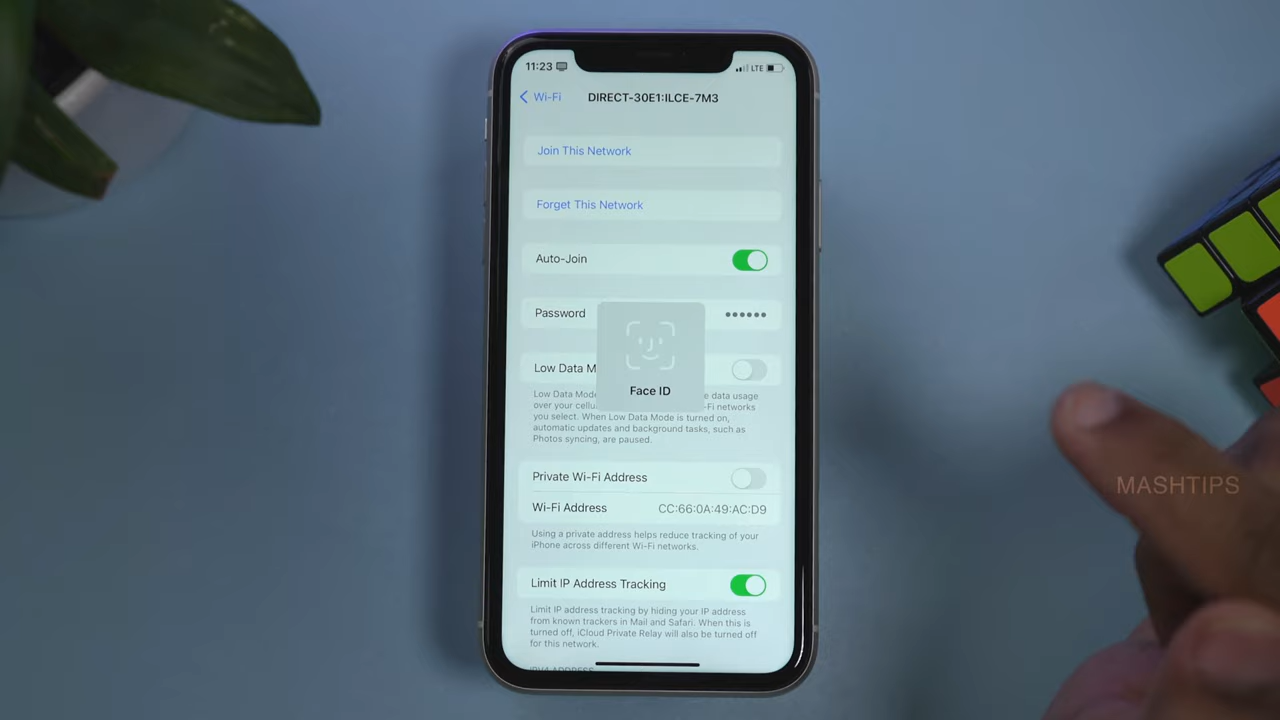 11:23
LTE
Wi-Fi
DIRECT-30E1:ILCE-7M3
Join This Network
Forget This Network
Auto-Join
Password ••••••
Low Data M
Face ID
Low Data Mode e data usage
over your cellu -Fi networks
you select. When Low Data Mode is turned on,
automatic updates and background tasks, such as
Photos syncing, are paused.
Private Wi-Fi Address
Wi-Fi Address CC:66:0A:49:AC:D9
Using a private address helps reduce tracking of your
iPhone across different Wi-Fi networks.
Limit IP Address Tracking
Limit IP address tracking by hiding your IP address
from known trackers in Mail and Safari. When this is
turned off, iCloud Private Relay will also be turned off
for this network.
IPV4 ADDRESS
MASHTIPS